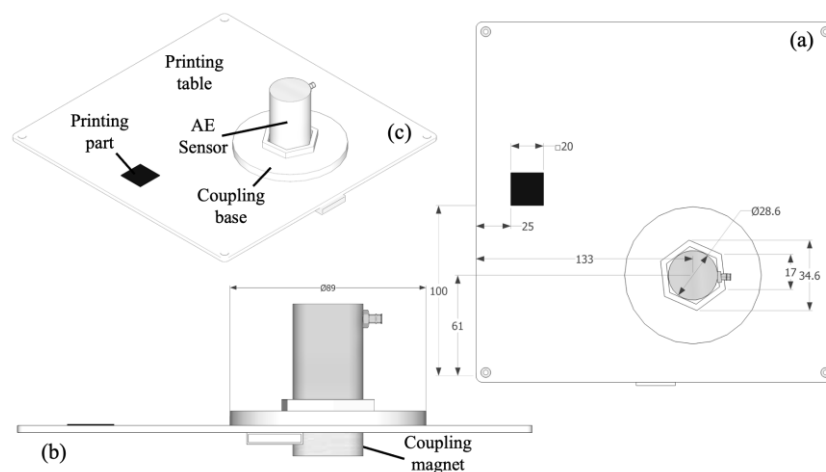 Printing
table
Printing
part
AE
Sensor
Coupling
base
(c)
(a)
□20
25
Ø28.6
133
17
34.6
100
61
Ø89
(b)
Coupling
magnet